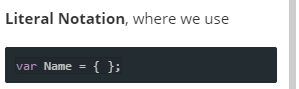 Literal Notation, where we use
var Name = { };